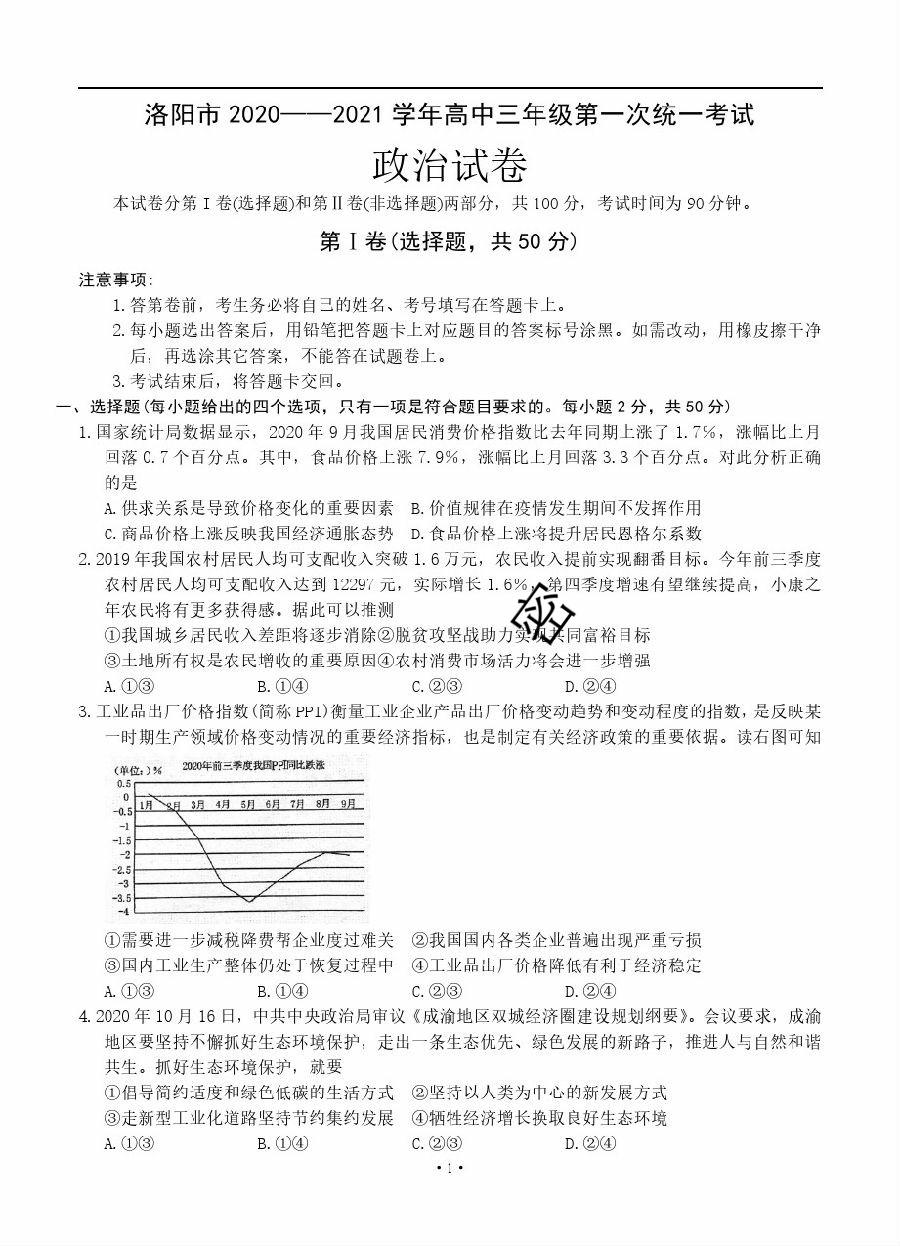 洛阳市 2020——2021 学年高中三年级第一次统一考试
政治试卷
本试卷分第 I 卷(选择题)和第Ⅱ卷(非选择题)两部分，共 100 分，考试时间为 90 分钟。
第 I 卷(选择题，共 50 分)
注意事项:
1. 答第卷前，考生务必将自己的姓名、考号填写在答题卡上。
2. 每小题选出答案后，用铅笔把答题卡上对应题目的答案标号涂黑。如需改动，用橡皮擦干净
后；再选涂其它答案，不能答在试题卷上。
3. 考试结束后，将答题卡交回。
一、选择题(每小题给出的四个选项，只有一项是符合题目要求的。每小题 2 分，共 50 分)
1. 国家统计局数据显示，2020 年 9 月我国居民消费价格指数比去年同期上涨了 1.7%，涨幅比上月
回落 0.7 个百分点。其中，食品价格上涨 7.9%，涨幅比上月回落 3.3 个百分点。对此分析正确
的是
A. 供求关系是导致价格变化的重要因素 B. 价值规律在疫情发生期间不发挥作用
C. 商品价格上涨反映我国经济通胀态势 D. 食品价格上涨将提升居民恩格尔系数
2. 2019 年我国农村居民人均可支配收入突破 1.6 万元，农民收入提前实现翻番目标。今年前三季度
农村居民人均可支配收入达到 12297 元，实际增长 1.6%，第四季度增速有望继续提高，小康之
年农民将有更多获得感。据此可以推测
①我国城乡居民收入差距将逐步消除②脱贫攻坚战助力实现共同富裕目标
③土地所有权是农民增收的重要原因④农村消费市场活力将会进一步增强
A. ①③ B. ①④ C. ②③ D. ②④
3. 工业品出厂价格指数(简称 PPI)衡量工业企业产品出厂价格变动趋势和变动程度的指数，是反映某
一时期生产领域价格变动情况的重要经济指标，也是制定有关经济政策的重要依据。读右图可知
(单位:)% 2020年前三季度我国PPI同比跌涨
0.5
0
1月 2月 3月 4月 5月 6月 7月 8月 9月
-0.5
-1
-1.5
-2
-2.5
-3
-3.5
-4
①需要进一步减税降费帮企业度过难关 ②我国国内各类企业普遍出现严重亏损
③国内工业生产整体仍处于恢复过程中 ④工业品出厂价格降低有利于经济稳定
A. ①③ B. ①④ C. ②③ D. ②④
4. 2020 年 10 月 16 日，中共中央政治局审议《成渝地区双城经济圈建设规划纲要》。会议要求，成渝
地区要坚持不懈抓好生态环境保护，走出一条生态优先、绿色发展的新路子，推进人与自然和谐
共生。抓好生态环境保护，就要
①倡导简约适度和绿色低碳的生活方式 ②坚持以人类为中心的新发展方式
③走新型工业化道路坚持节约集约发展 ④牺牲经济增长换取良好生态环境
A. ①③ B. ①④ C. ②③ D. ②④
·1·